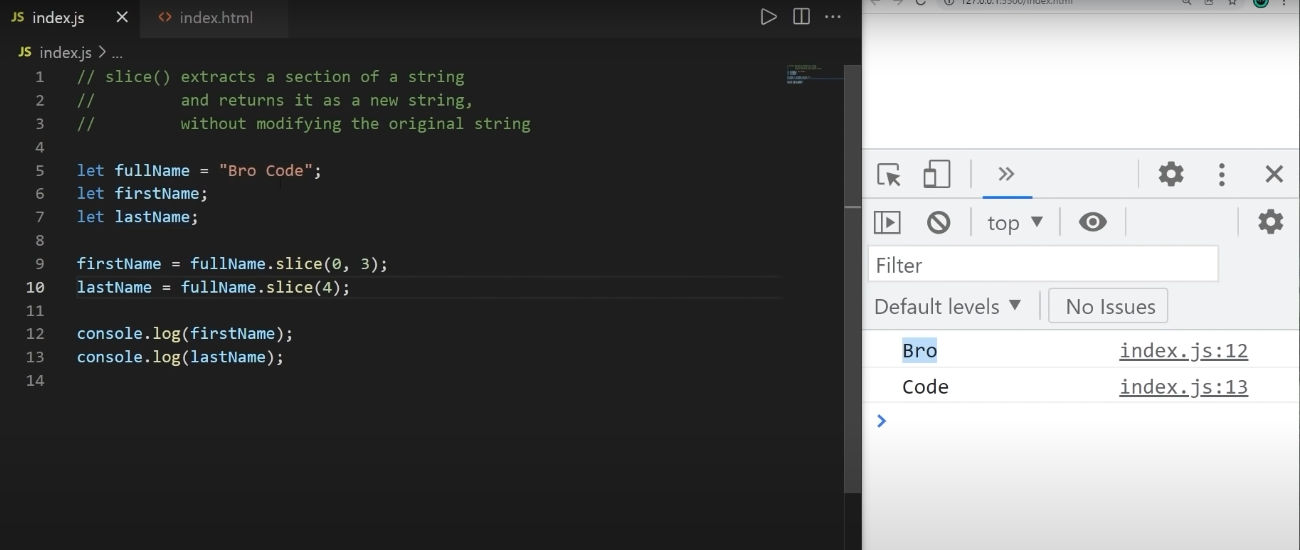 JS index.js × <> index.html ...
127.0.0.1:5500/index.html
JS index.js > ...
1 // slice() extracts a section of a string
2 //         and returns it as a new string,
3 //         without modifying the original string
4
5 let fullName = "Bro Code";
6 let firstName;
7 let lastName;
8
9 firstName = fullName.slice(0, 3);
10 lastName = fullName.slice(4);
11
12 console.log(firstName);
13 console.log(lastName);
14
top ▼
Filter
Default levels ▼ No Issues
Bro index.js:12
Code index.js:13
>